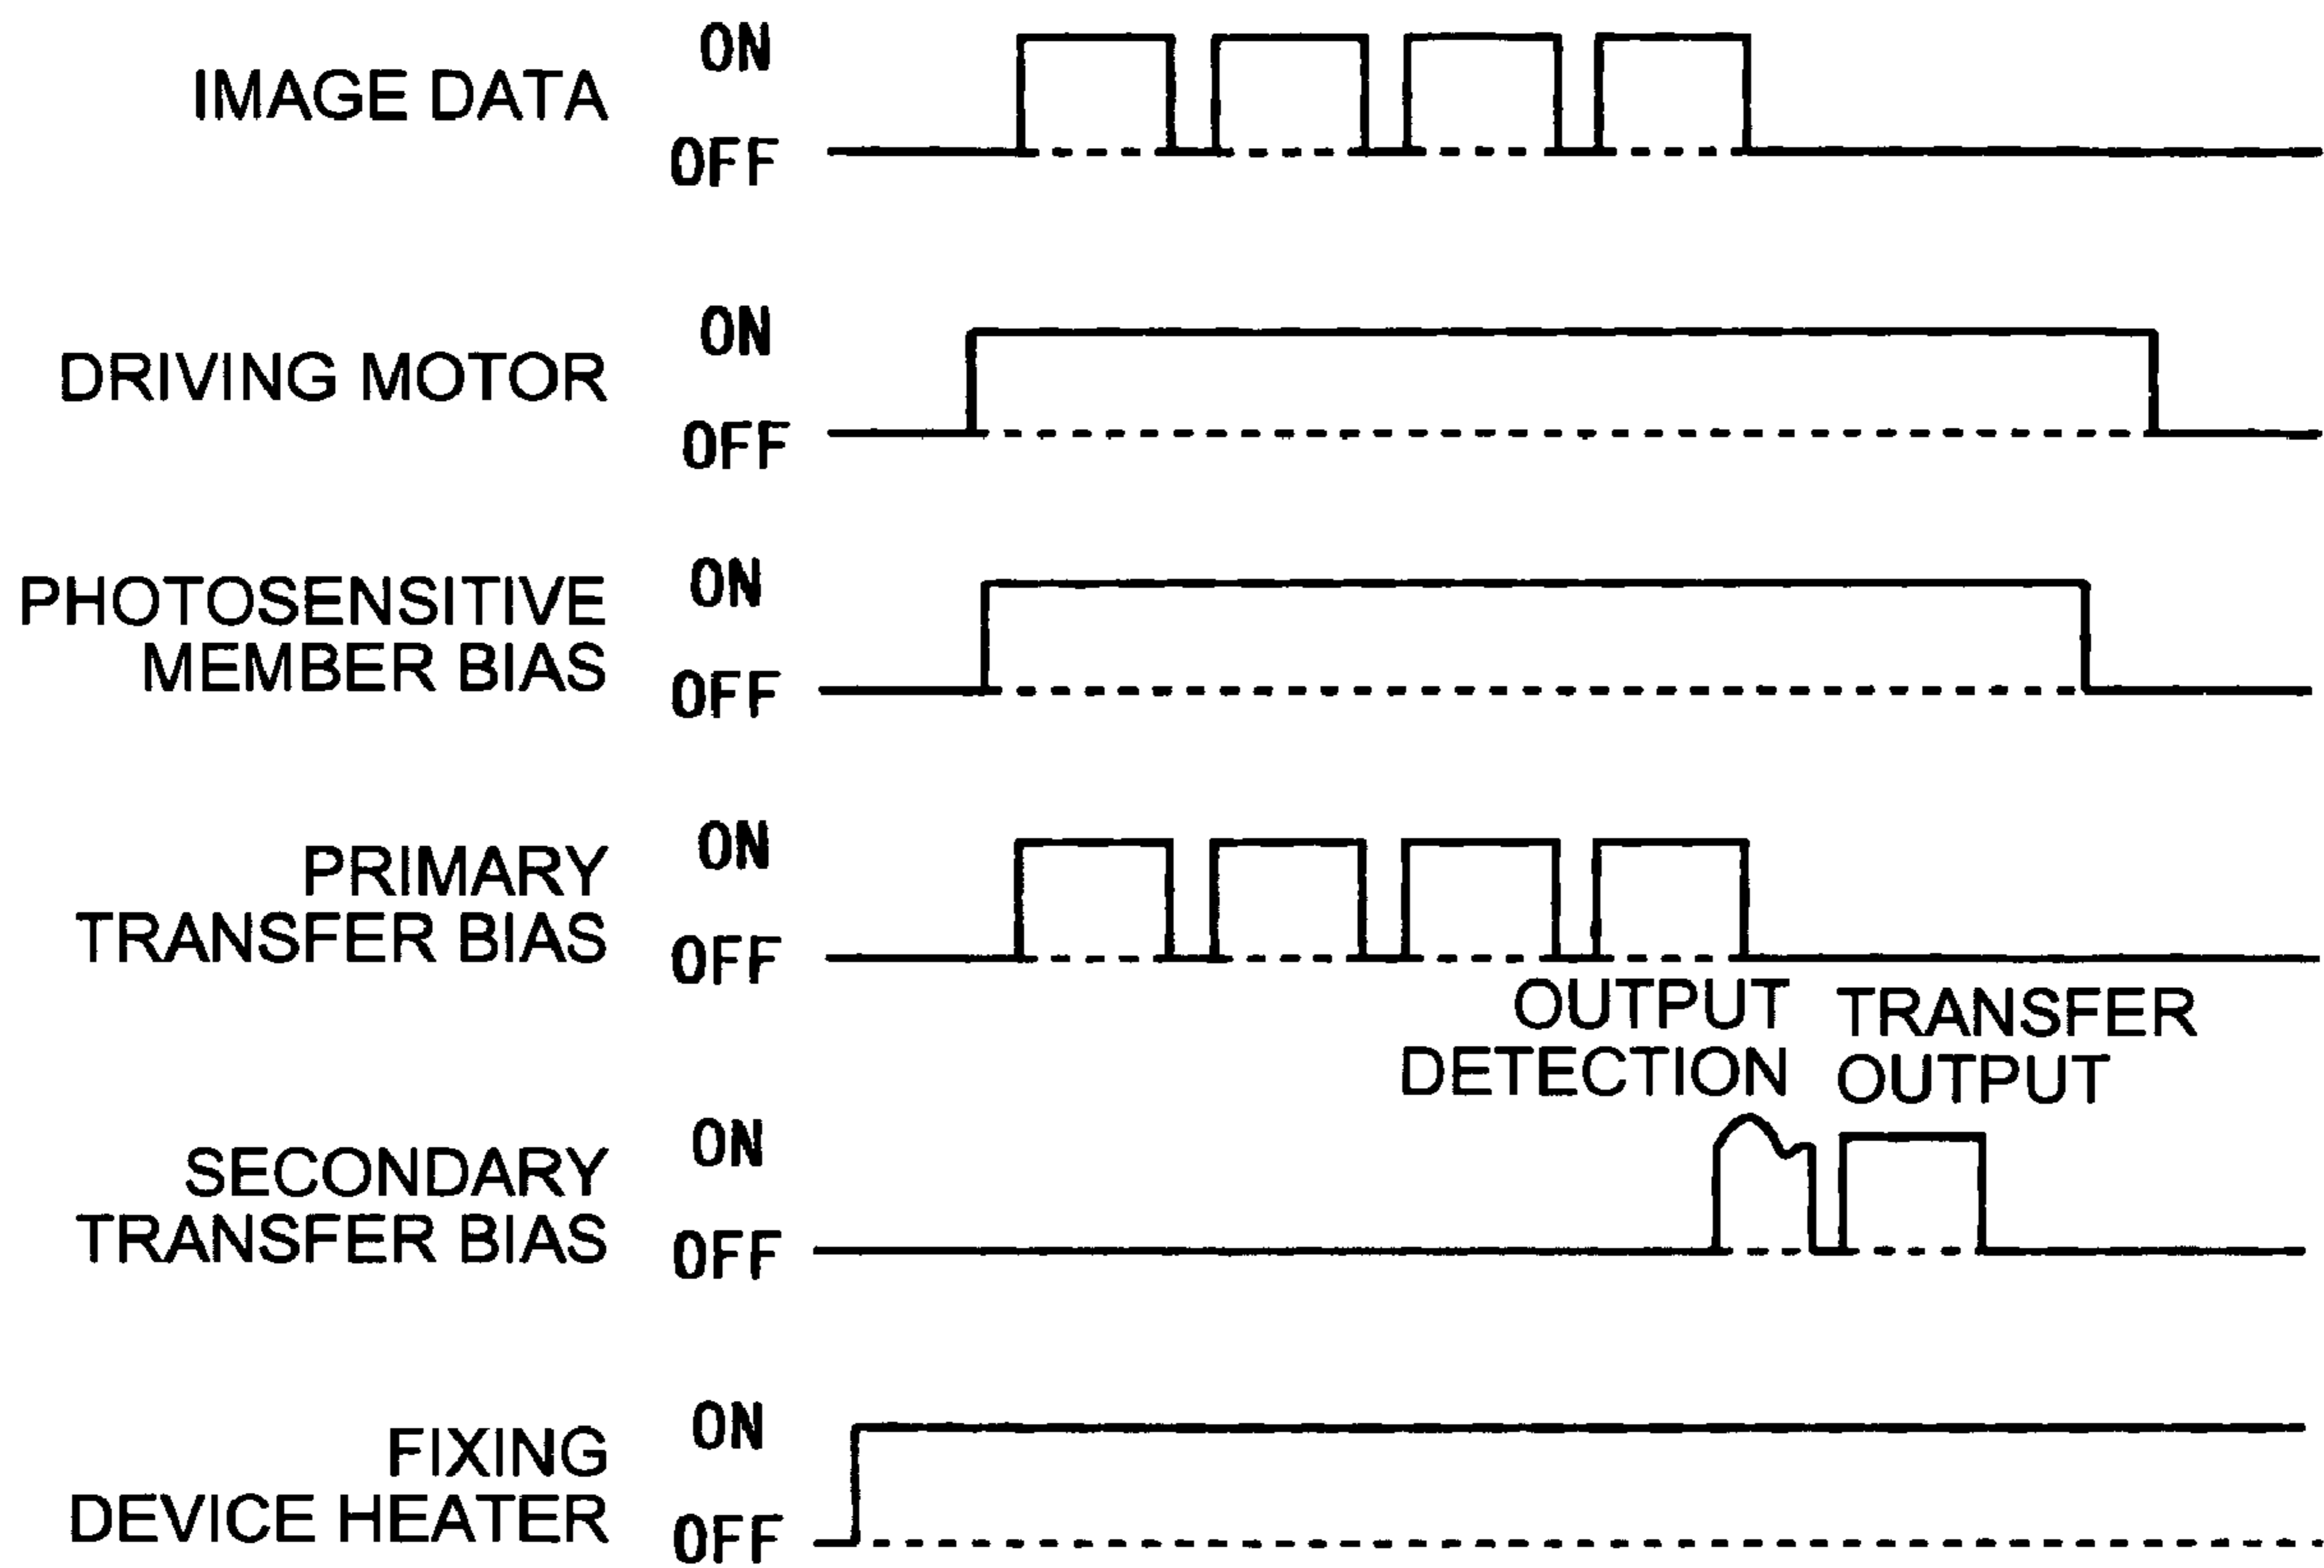 ON
IMAGE DATA
OFF
ON
DRIVING MOTOR
OFF
ON
PHOTOSENSITIVE
MEMBER BIAS
OFF
ON
PRIMARY
TRANSFER BIAS
OFF
OUTPUT
DETECTION
TRANSFER
OUTPUT
ON
SECONDARY
TRANSFER BIAS
OFF
ON
FIXING
DEVICE HEATER
OFF